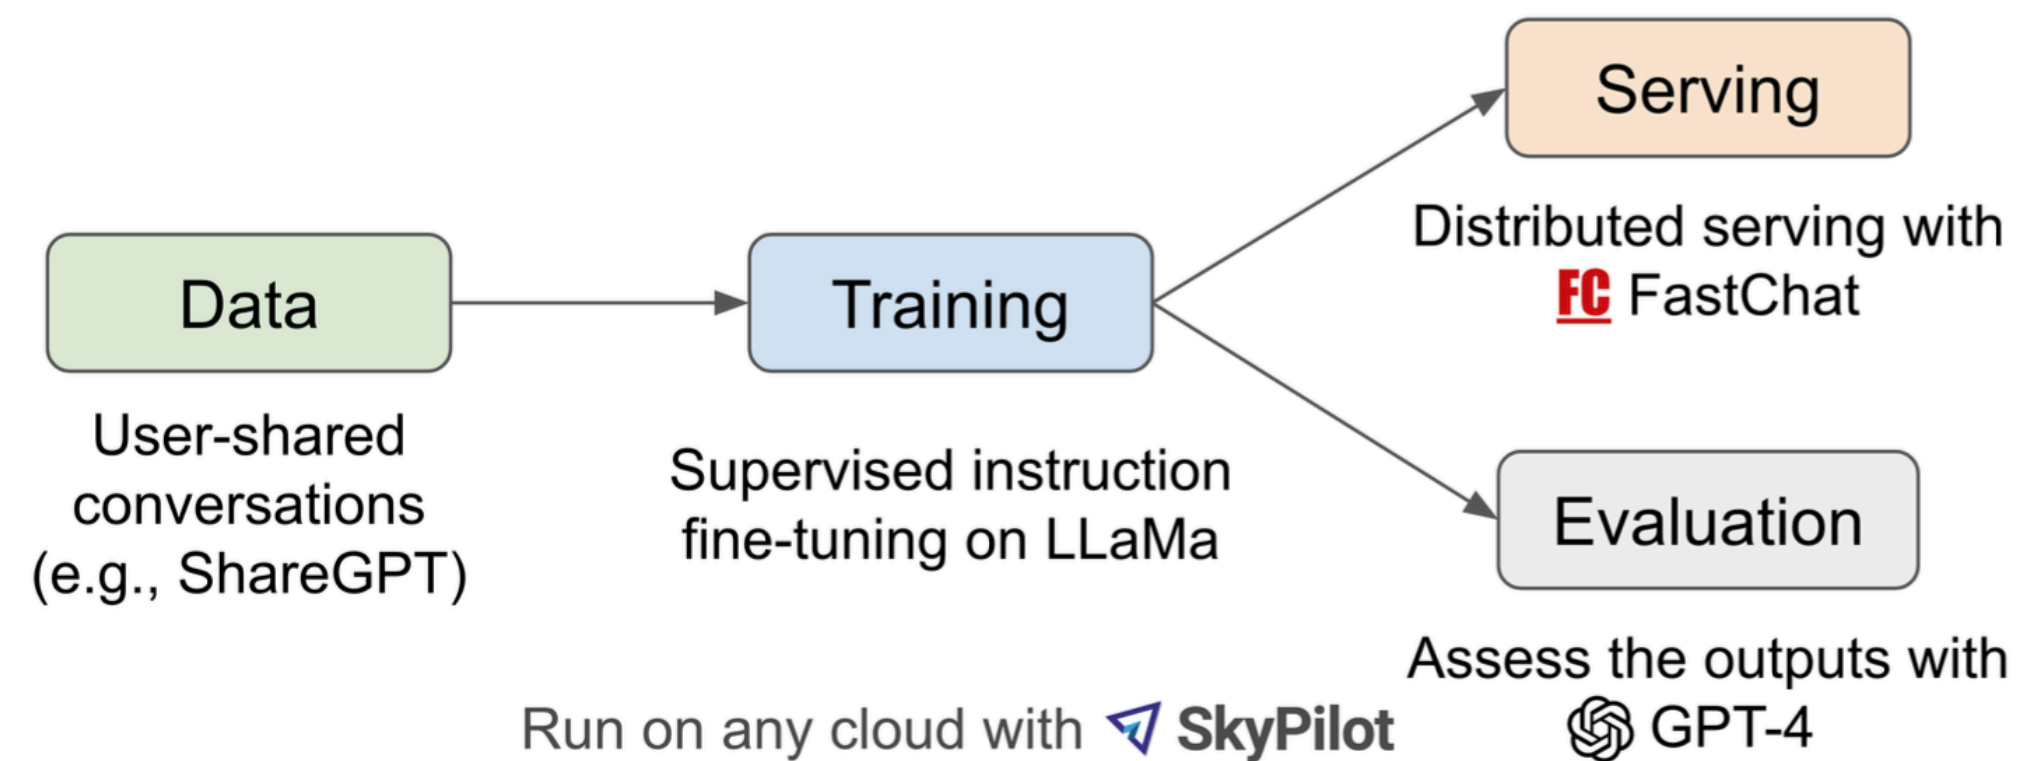 Data
User-shared
conversations
(e.g., ShareGPT)
Training
Supervised instruction
fine-tuning on LLaMa
Serving
Distributed serving with
FC FastChat
Evaluation
Assess the outputs with
GPT-4
Run on any cloud with SkyPilot